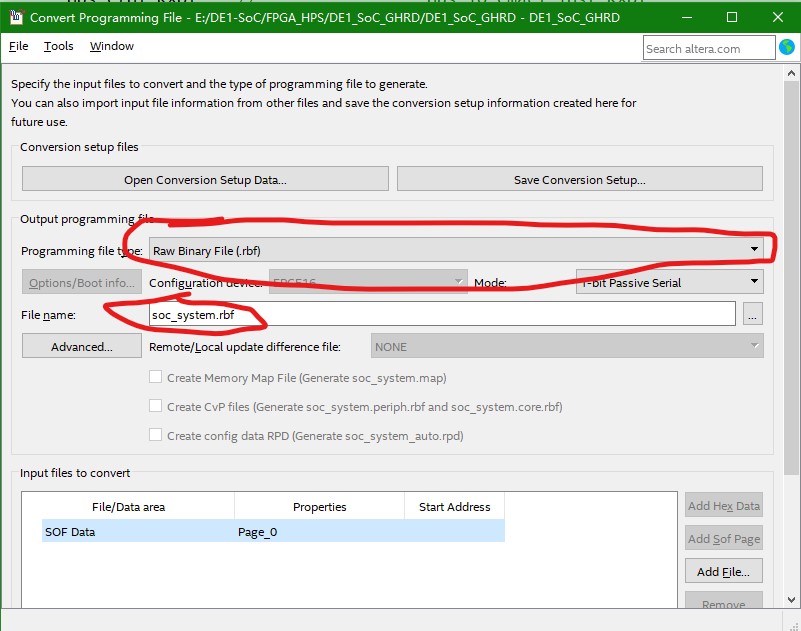 Convert Programming File - E:/DE1-SoC/FPGA_HPS/DE1_SoC_GHRD/DE1_SoC_GHRD - DE1_SoC_GHRD
File Tools Window
Search altera.com
Specify the input files to convert and the type of programming file to generate.
You can also import input file information from other files and save the conversion setup information created here for
future use.
Conversion setup files
Open Conversion Setup Data...
Save Conversion Setup...
Output programming file
Programming file type: Raw Binary File (.rbf)
Options/Boot info... Configuration device: EPCE16 Mode: 1-bit Passive Serial
File name: soc_system.rbf ...
Advanced... Remote/Local update difference file: NONE
Create Memory Map File (Generate soc_system.map)
Create CvP files (Generate soc_system.periph.rbf and soc_system.core.rbf)
Create config data RPD (Generate soc_system_auto.rpd)
Input files to convert
File/Data area Properties Start Address
SOF Data Page_0
Add Hex Data
Add Sof Page
Add File...
Remove